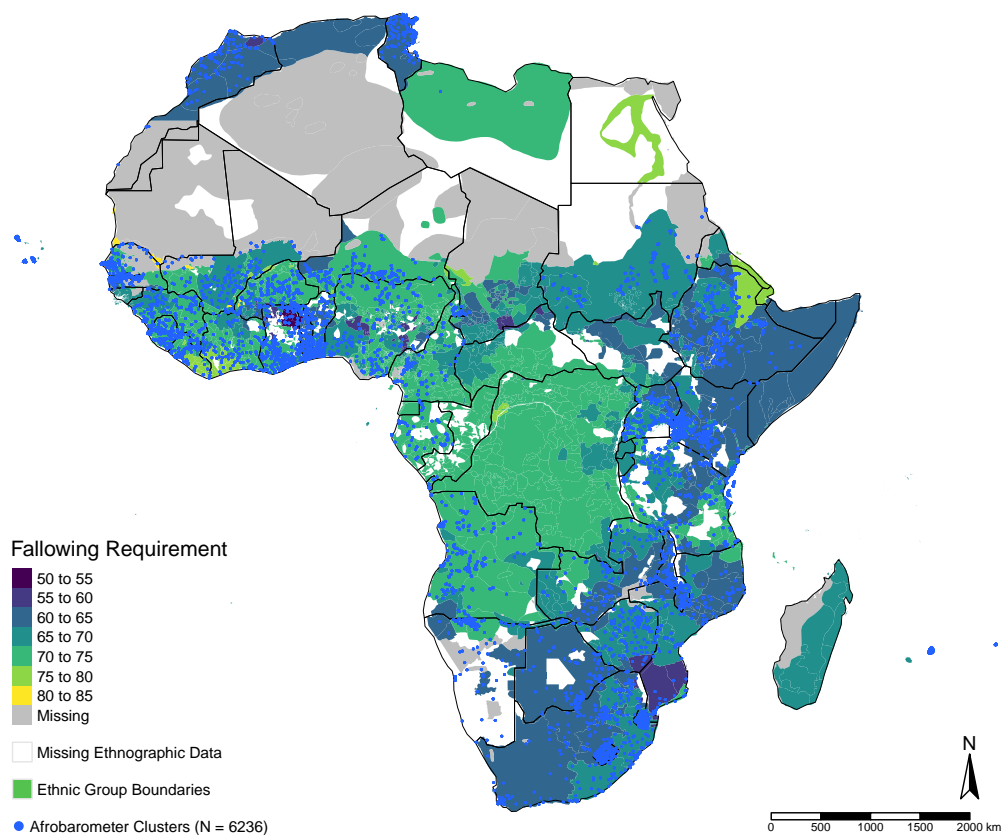 Fallowing Requirement
50 to 55
55 to 60
60 to 65
65 to 70
70 to 75
75 to 80
80 to 85
Missing
Missing Ethnographic Data
Ethnic Group Boundaries
Afrobarometer Clusters (N = 6236)
N
0 500 1000 1500 2000 km